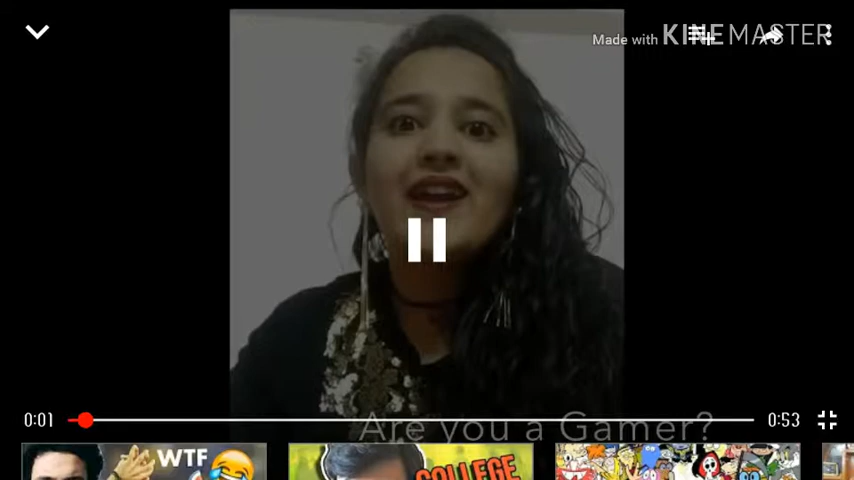 Made with KINEMASTER
0:01
Are you a Gamer?
0:53
WTF
COLLEGE